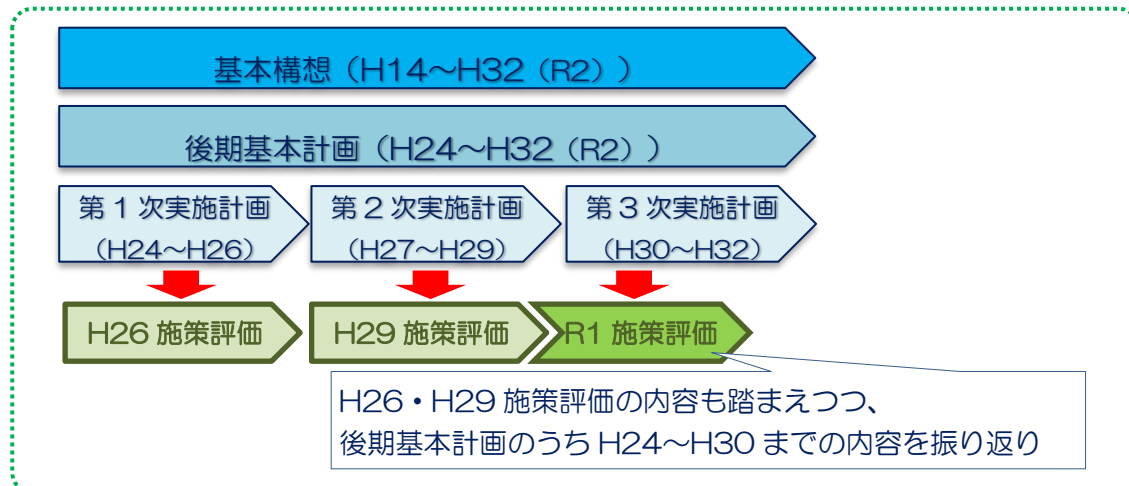 基本構想（H14～H32（R2））
後期基本計画（H24～H32（R2））
第1次実施計画
（H24～H26）
第2次実施計画
（H27～H29）
第3次実施計画
（H30～H32）
H26 施策評価
H29 施策評価
R1 施策評価
H26・H29 施策評価の内容も踏まえつつ、
後期基本計画のうち H24～H30 までの内容を振り返り